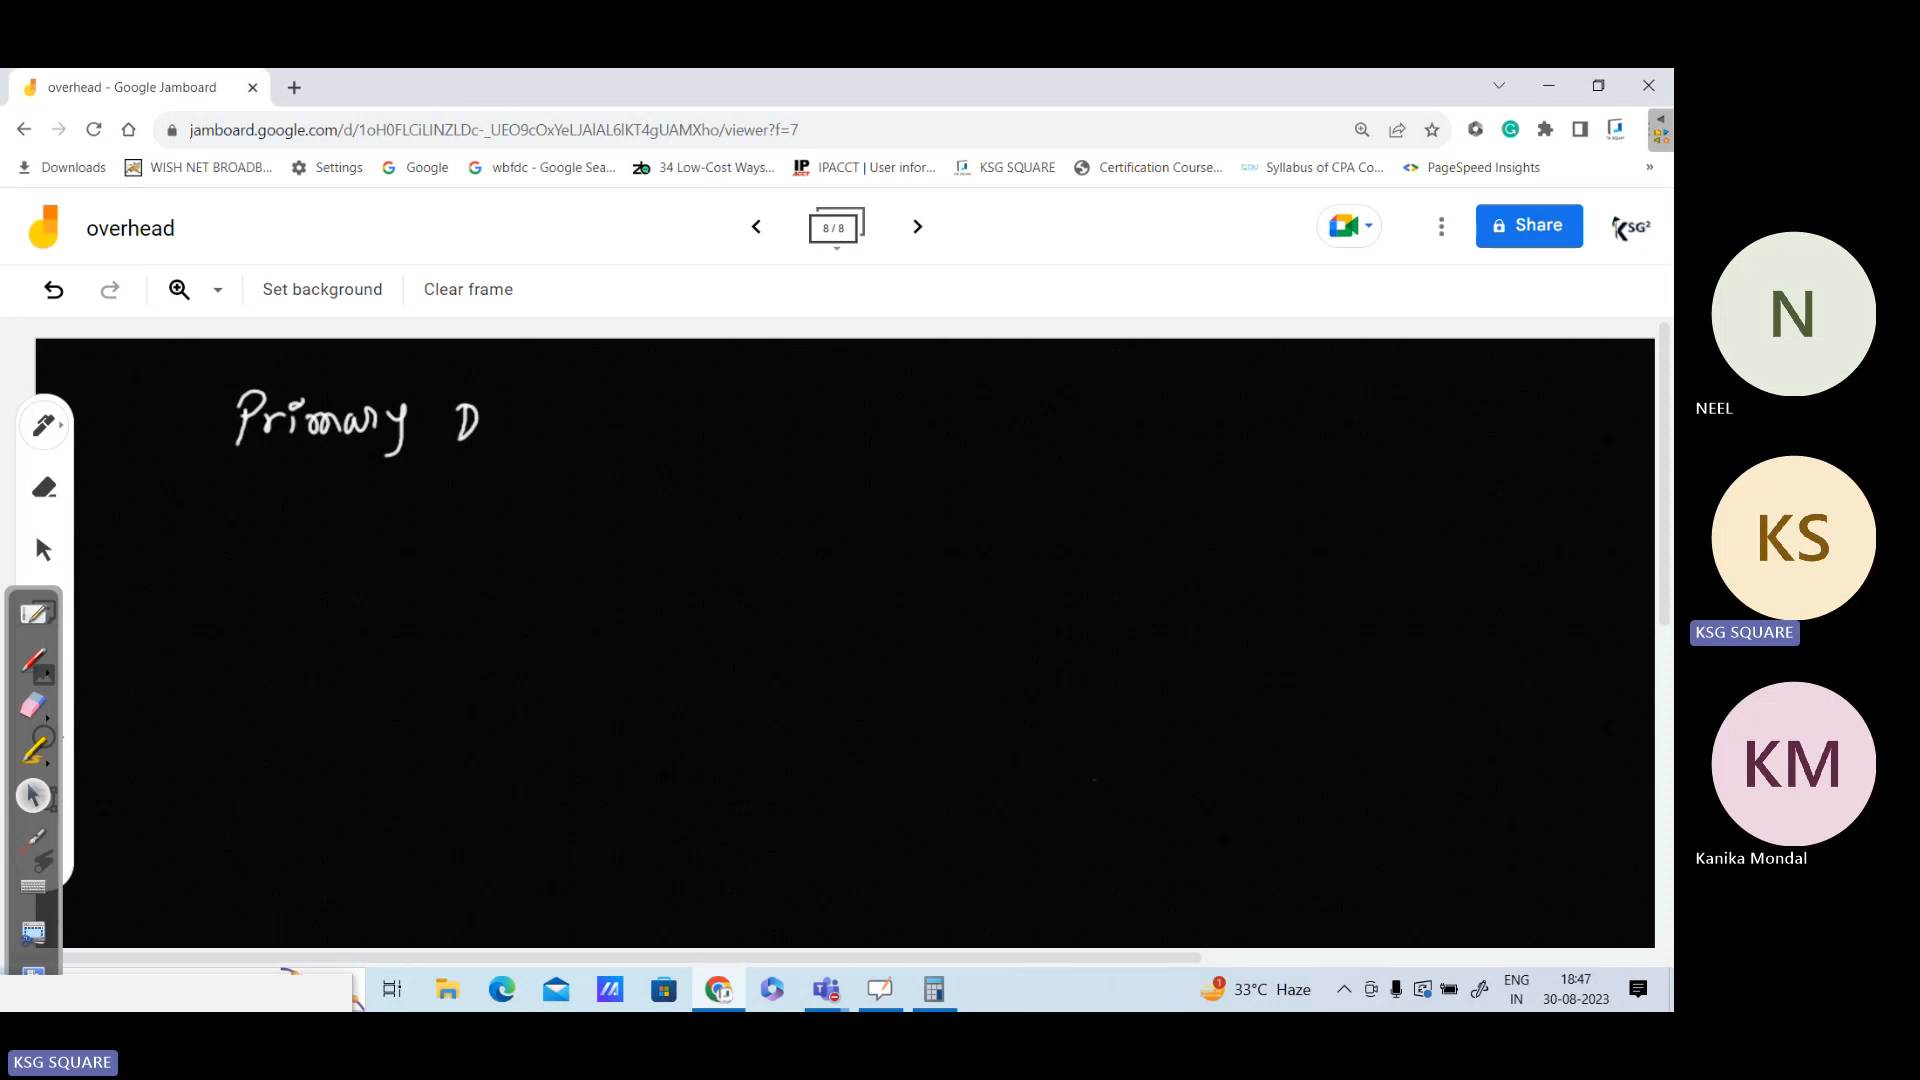 overhead - Google Jamboard
jamboard.google.com/d/1oH0FLCiLINZLDc-_UEO9cOxYeLJAlAL6lKT4gUAMXho/viewer?f=7
Downloads WISH NET BROADB... Settings Google wbfdc - Google Sea... 34 Low-Cost Ways... IPACCT | User infor... KSG SQUARE Certification Course... Syllabus of CPA Co... PageSpeed Insights »
overhead 8 / 8 Share KSG²
Set background Clear frame
Primary D
N
NEEL
KS
KSG SQUARE
KM
Kanika Mondal
1 33°C Haze ENG IN 18:47 30-08-2023
KSG SQUARE